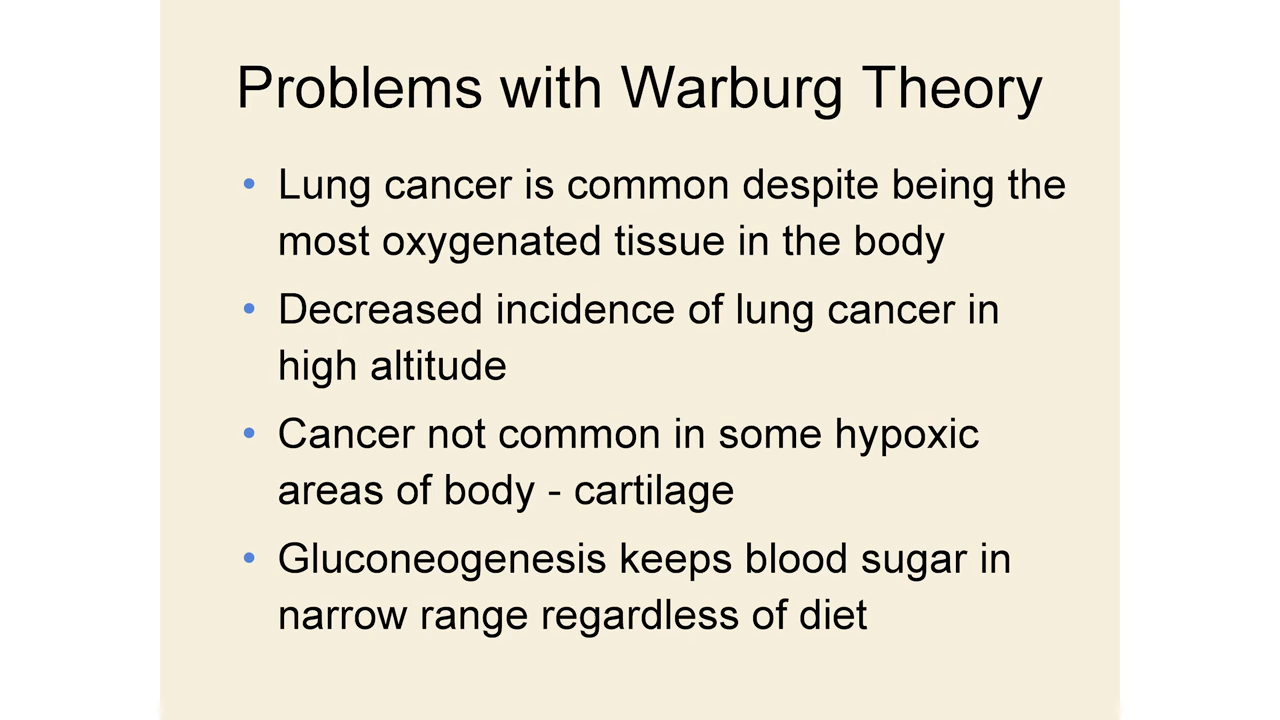 Problems with Warburg Theory
• Lung cancer is common despite being the
most oxygenated tissue in the body
• Decreased incidence of lung cancer in
high altitude
• Cancer not common in some hypoxic
areas of body - cartilage
• Gluconeogenesis keeps blood sugar in
narrow range regardless of diet